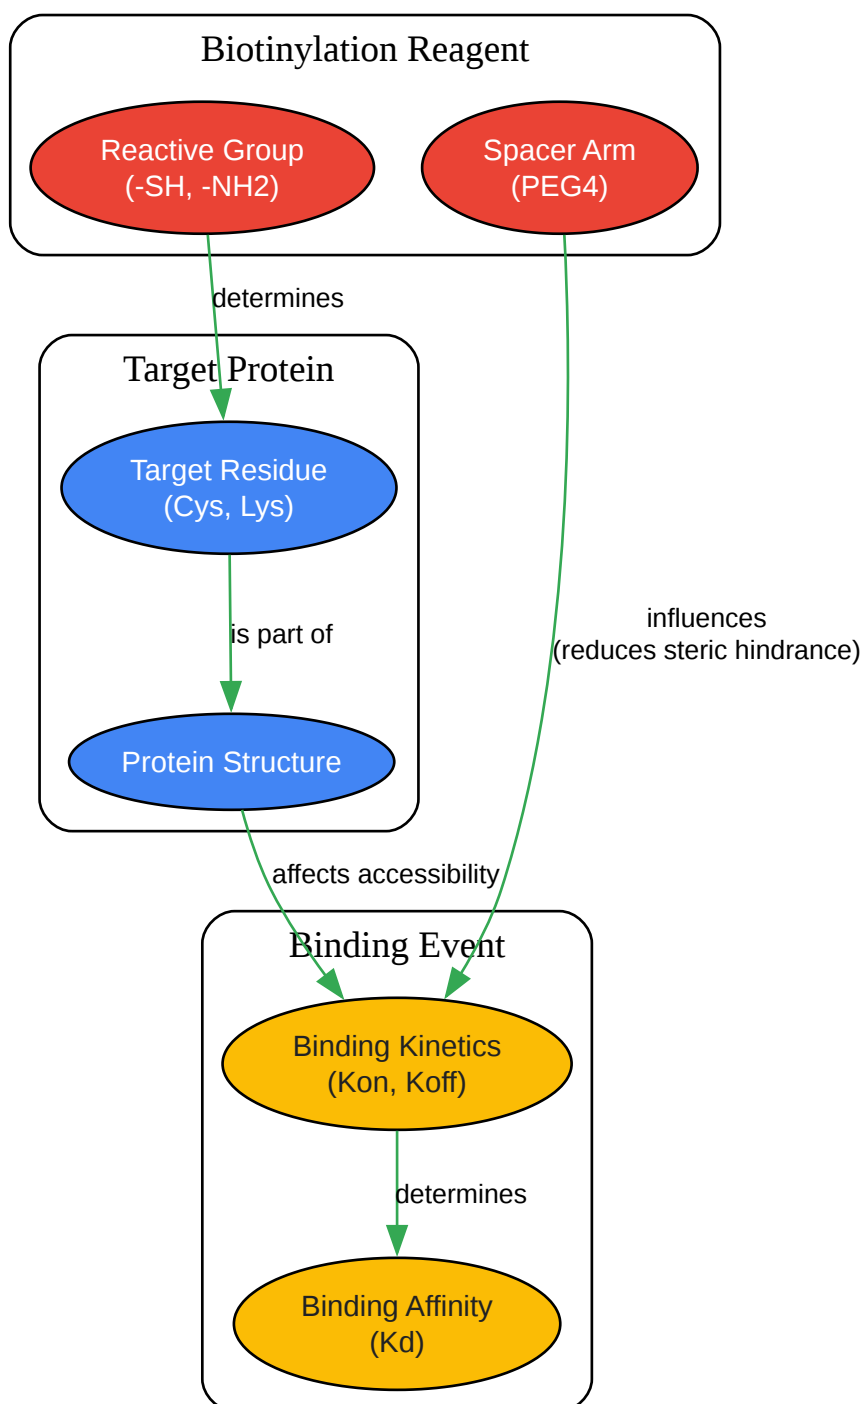 Biotinylation Reagent
Reactive Group
(-SH, -NH2)
Spacer Arm
(PEG4)
determines
Target Protein
Target Residue
(Cys, Lys)
is part of
influences
(reduces steric hindrance)
Protein Structure
affects accessibility
Binding Event
Binding Kinetics
(Kon, Koff)
determines
Binding Affinity
(Kd)